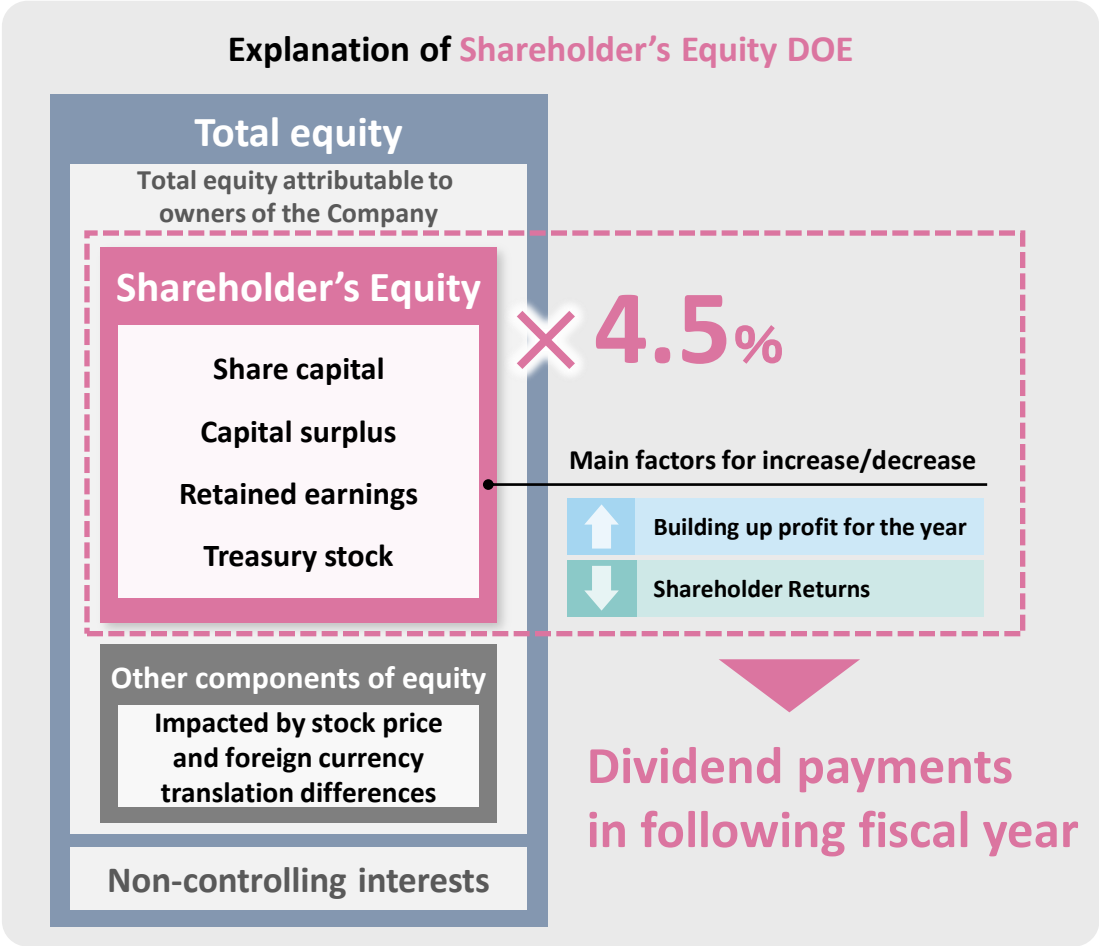 Explanation of Shareholder’s Equity DOE
Total equity
Total equity attributable to
owners of the Company
Shareholder’s Equity
Share capital
Capital surplus
Retained earnings
Treasury stock
× 4.5%
Main factors for increase/decrease
Building up profit for the year
Shareholder Returns
Other components of equity
Impacted by stock price
and foreign currency
translation differences
Non-controlling interests
Dividend payments
in following fiscal year